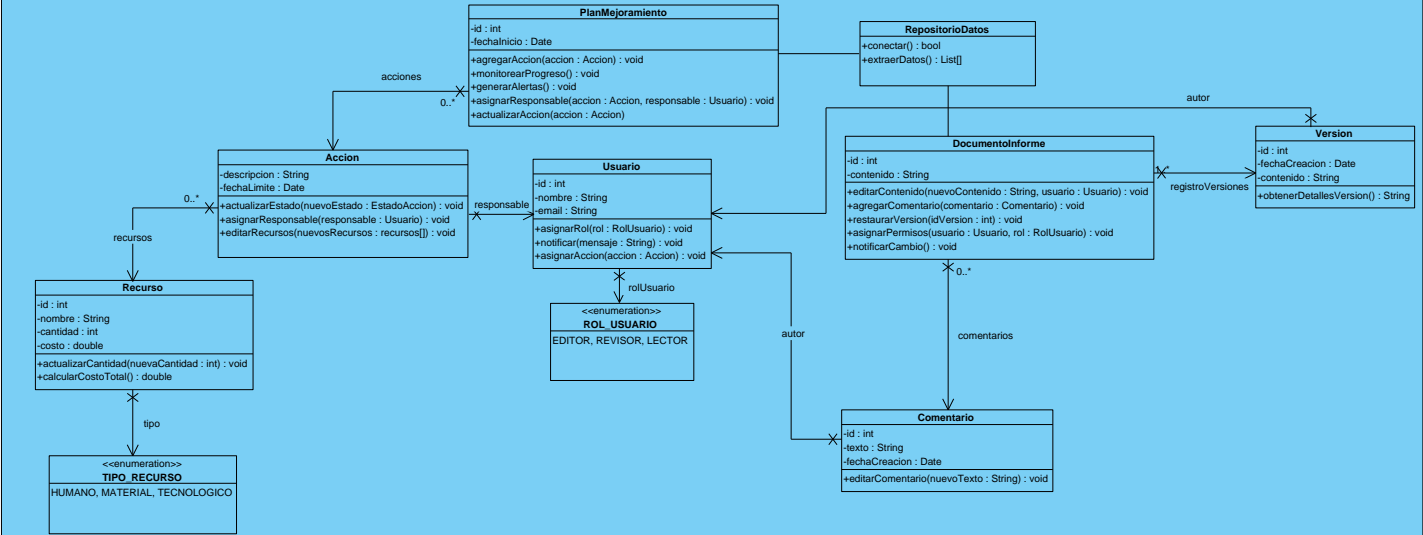 PlanMejoramiento
-id : int
-fechaInicio : Date
+agregarAccion(accion : Accion) : void
+monitorearProgreso() : void
+generarAlertas() : void
+asignarResponsable(accion : Accion, responsable : Usuario) : void
+actualizarAccion(accion : Accion)
RepositorioDatos
+conectar() : bool
+extraerDatos() : List[]
acciones
0..*
autor
Accion
-descripcion : String
-fechaLimite : Date
+actualizarEstado(nuevoEstado : EstadoAccion) : void
+asignarResponsable(responsable : Usuario) : void
+editarRecursos(nuevosRecursos : recursos[]) : void
responsable
Usuario
-id : int
-nombre : String
-email : String
+asignarRol(rol : RolUsuario) : void
+notificar(mensaje : String) : void
+asignarAccion(accion : Accion) : void
DocumentoInforme
-id : int
-contenido : String
+editarContenido(nuevoContenido : String, usuario : Usuario) : void
+agregarComentario(comentario : Comentario) : void
+restaurarVersion(idVersion : int) : void
+asignarPermisos(usuario : Usuario, rol : RolUsuario) : void
+notificarCambio() : void
registroVersiones
Version
-id : int
-fechaCreacion : Date
-contenido : String
+obtenerDetallesVersion() : String
0..*
recursos
0..*
rolUsuario
Recurso
-id : int
-nombre : String
-cantidad : int
-costo : double
+actualizarCantidad(nuevaCantidad : int) : void
+calcularCostoTotal() : double
<<enumeration>>
ROL_USUARIO
EDITOR, REVISOR, LECTOR
autor
comentarios
tipo
Comentario
-id : int
-texto : String
-fechaCreacion : Date
+editarComentario(nuevoTexto : String) : void
<<enumeration>>
TIPO_RECURSO
HUMANO, MATERIAL, TECNOLOGICO